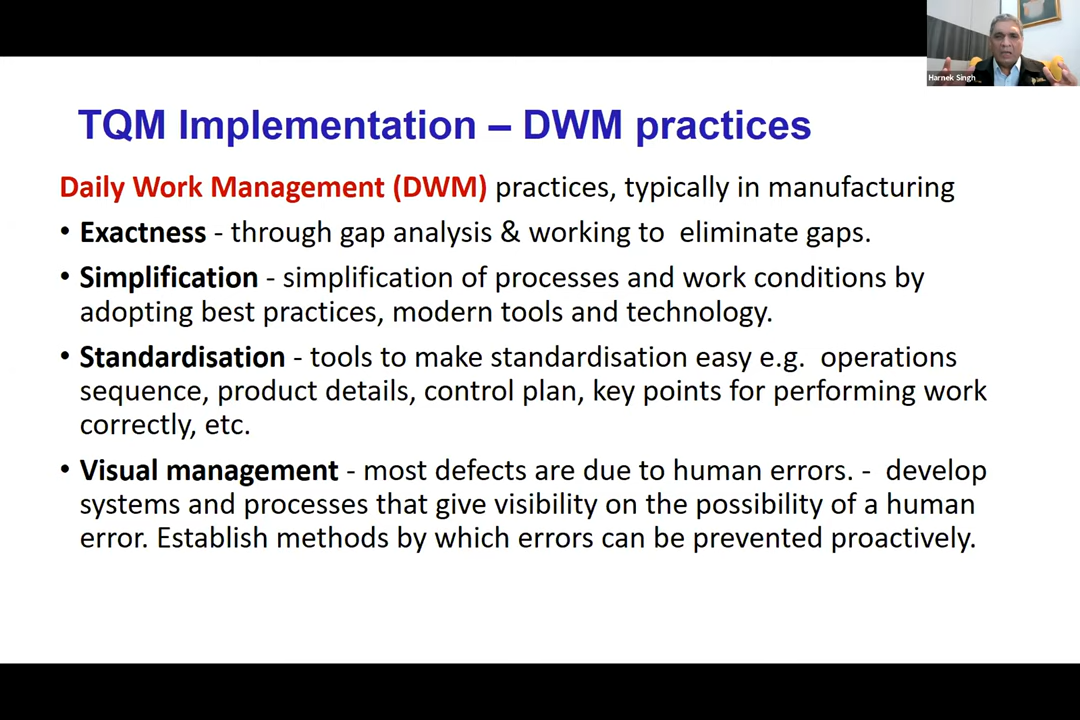 Harnek Singh
TQM Implementation – DWM practices
Daily Work Management (DWM) practices, typically in manufacturing
• Exactness - through gap analysis & working to eliminate gaps.
• Simplification - simplification of processes and work conditions by
adopting best practices, modern tools and technology.
• Standardisation - tools to make standardisation easy e.g. operations
sequence, product details, control plan, key points for performing work
correctly, etc.
• Visual management - most defects are due to human errors. - develop
systems and processes that give visibility on the possibility of a human
error. Establish methods by which errors can be prevented proactively.